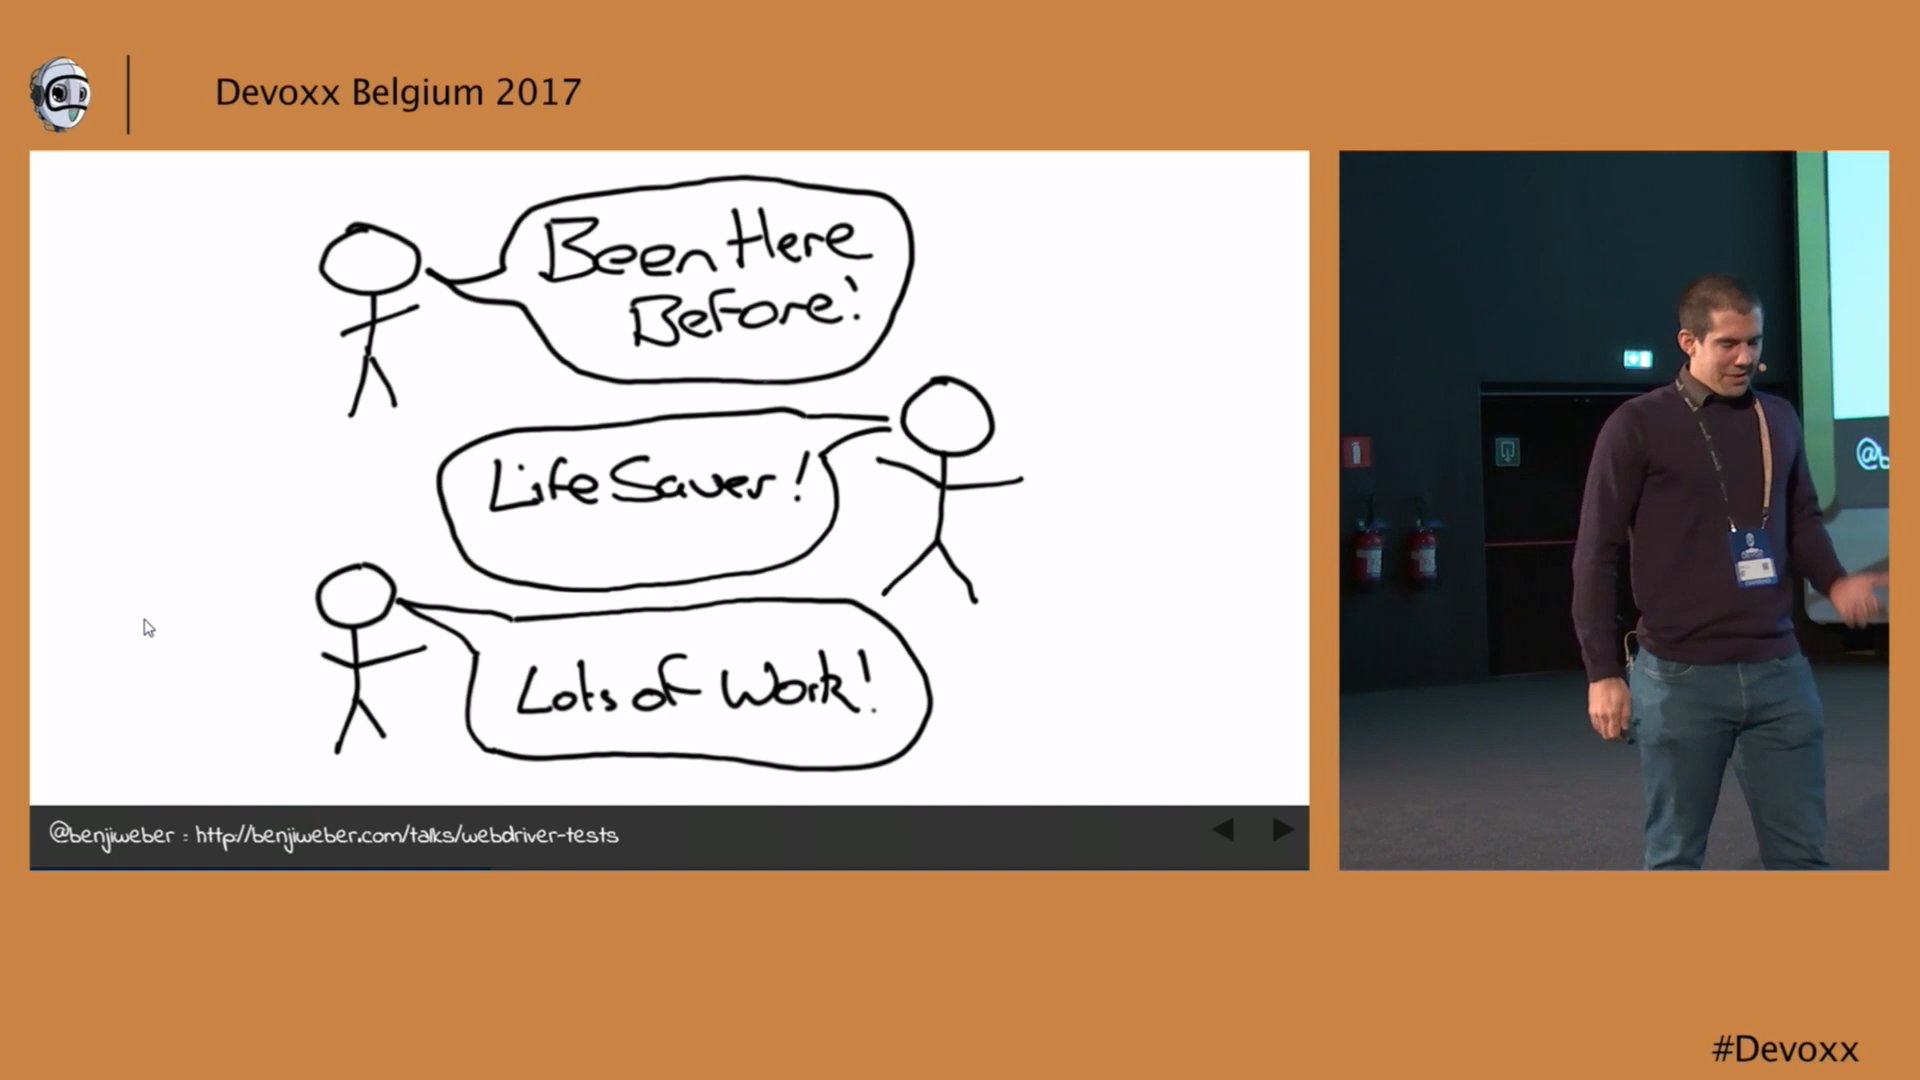 Devoxx Belgium 2017
Been Here
Before!
Life Saver!
Lots of Work!
@benjiweber : http://benjiweber.com/talks/webdriver-tests
@b
#Devoxx